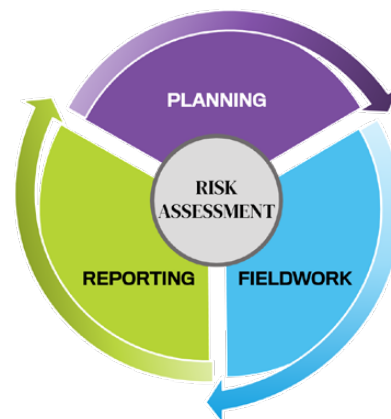 PLANNING
RISK
ASSESSMENT
REPORTING
FIELDWORK